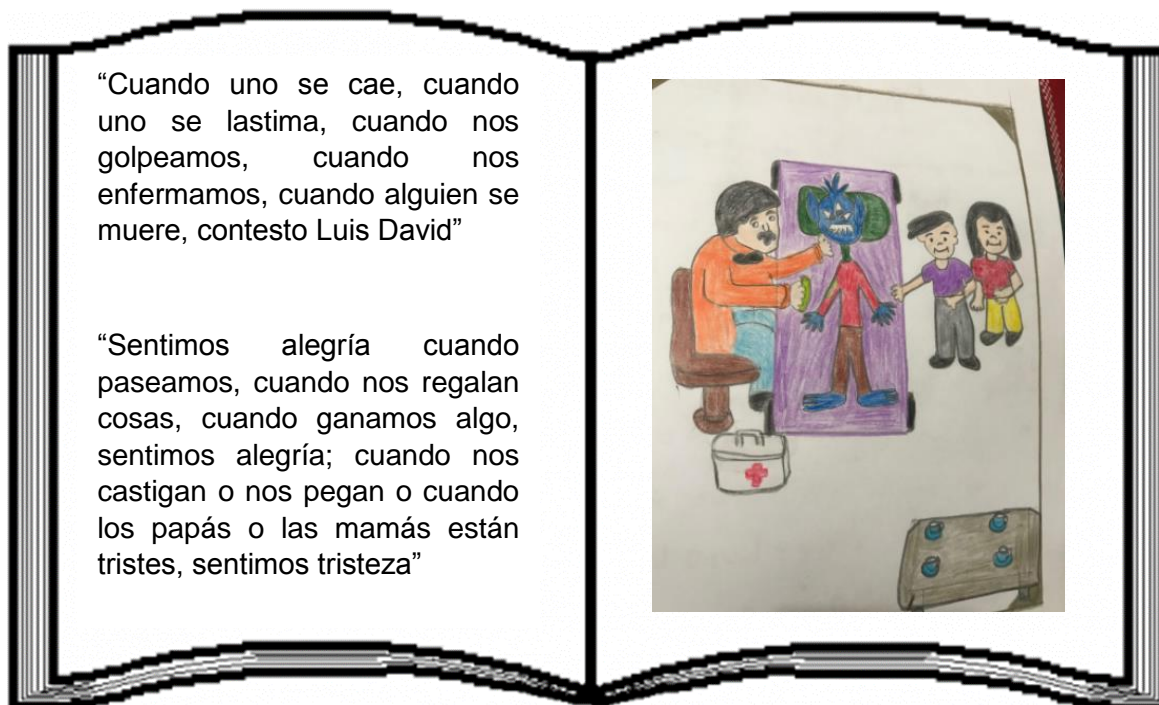 “Cuando uno se cae, cuando
uno se lastima, cuando nos
golpeamos, cuando nos
enfermamos, cuando alguien se
muere, contesto Luis David”
“Sentimos alegría cuando
paseamos, cuando nos regalan
cosas, cuando ganamos algo,
sentimos alegría; cuando nos
castigan o nos pegan o cuando
los papás o las mamás están
tristes, sentimos tristeza”